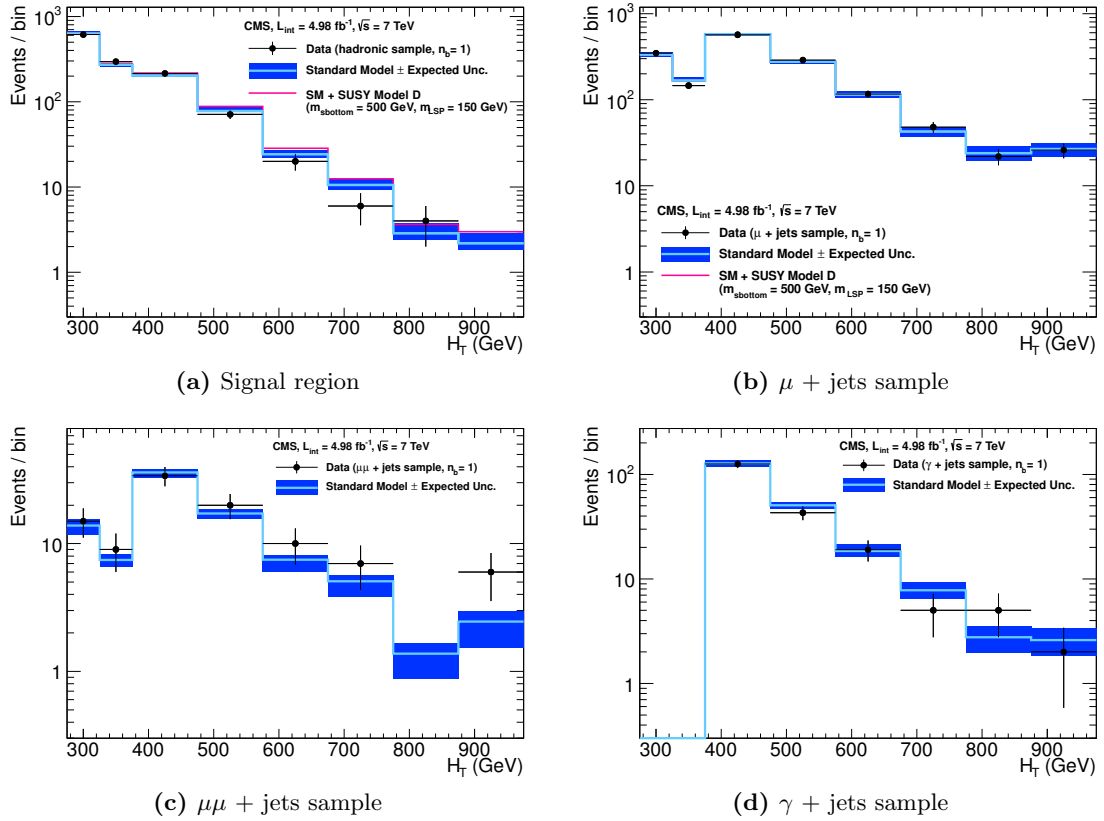 Events / bin
10³
10²
10
1
CMS, L_int = 4.98 fb⁻¹, √s = 7 TeV
Data (hadronic sample, n_b= 1)
Standard Model ± Expected Unc.
SM + SUSY Model D
(m_sbottom = 500 GeV, m_LSP = 150 GeV)
300 400 500 600 700 800 900
H_T (GeV)
(a) Signal region
Events / bin
10³
10²
10
1
CMS, L_int = 4.98 fb⁻¹, √s = 7 TeV
Data (μ + jets sample, n_b= 1)
Standard Model ± Expected Unc.
SM + SUSY Model D
(m_sbottom = 500 GeV, m_LSP = 150 GeV)
300 400 500 600 700 800 900
H_T (GeV)
(b) μ + jets sample
Events / bin
10
1
CMS, L_int = 4.98 fb⁻¹, √s = 7 TeV
Data (μμ + jets sample, n_b= 1)
Standard Model ± Expected Unc.
300 400 500 600 700 800 900
H_T (GeV)
(c) μμ + jets sample
Events / bin
10²
10
1
CMS, L_int = 4.98 fb⁻¹, √s = 7 TeV
Data (γ + jets sample, n_b= 1)
Standard Model ± Expected Unc.
300 400 500 600 700 800 900
H_T (GeV)
(d) γ + jets sample